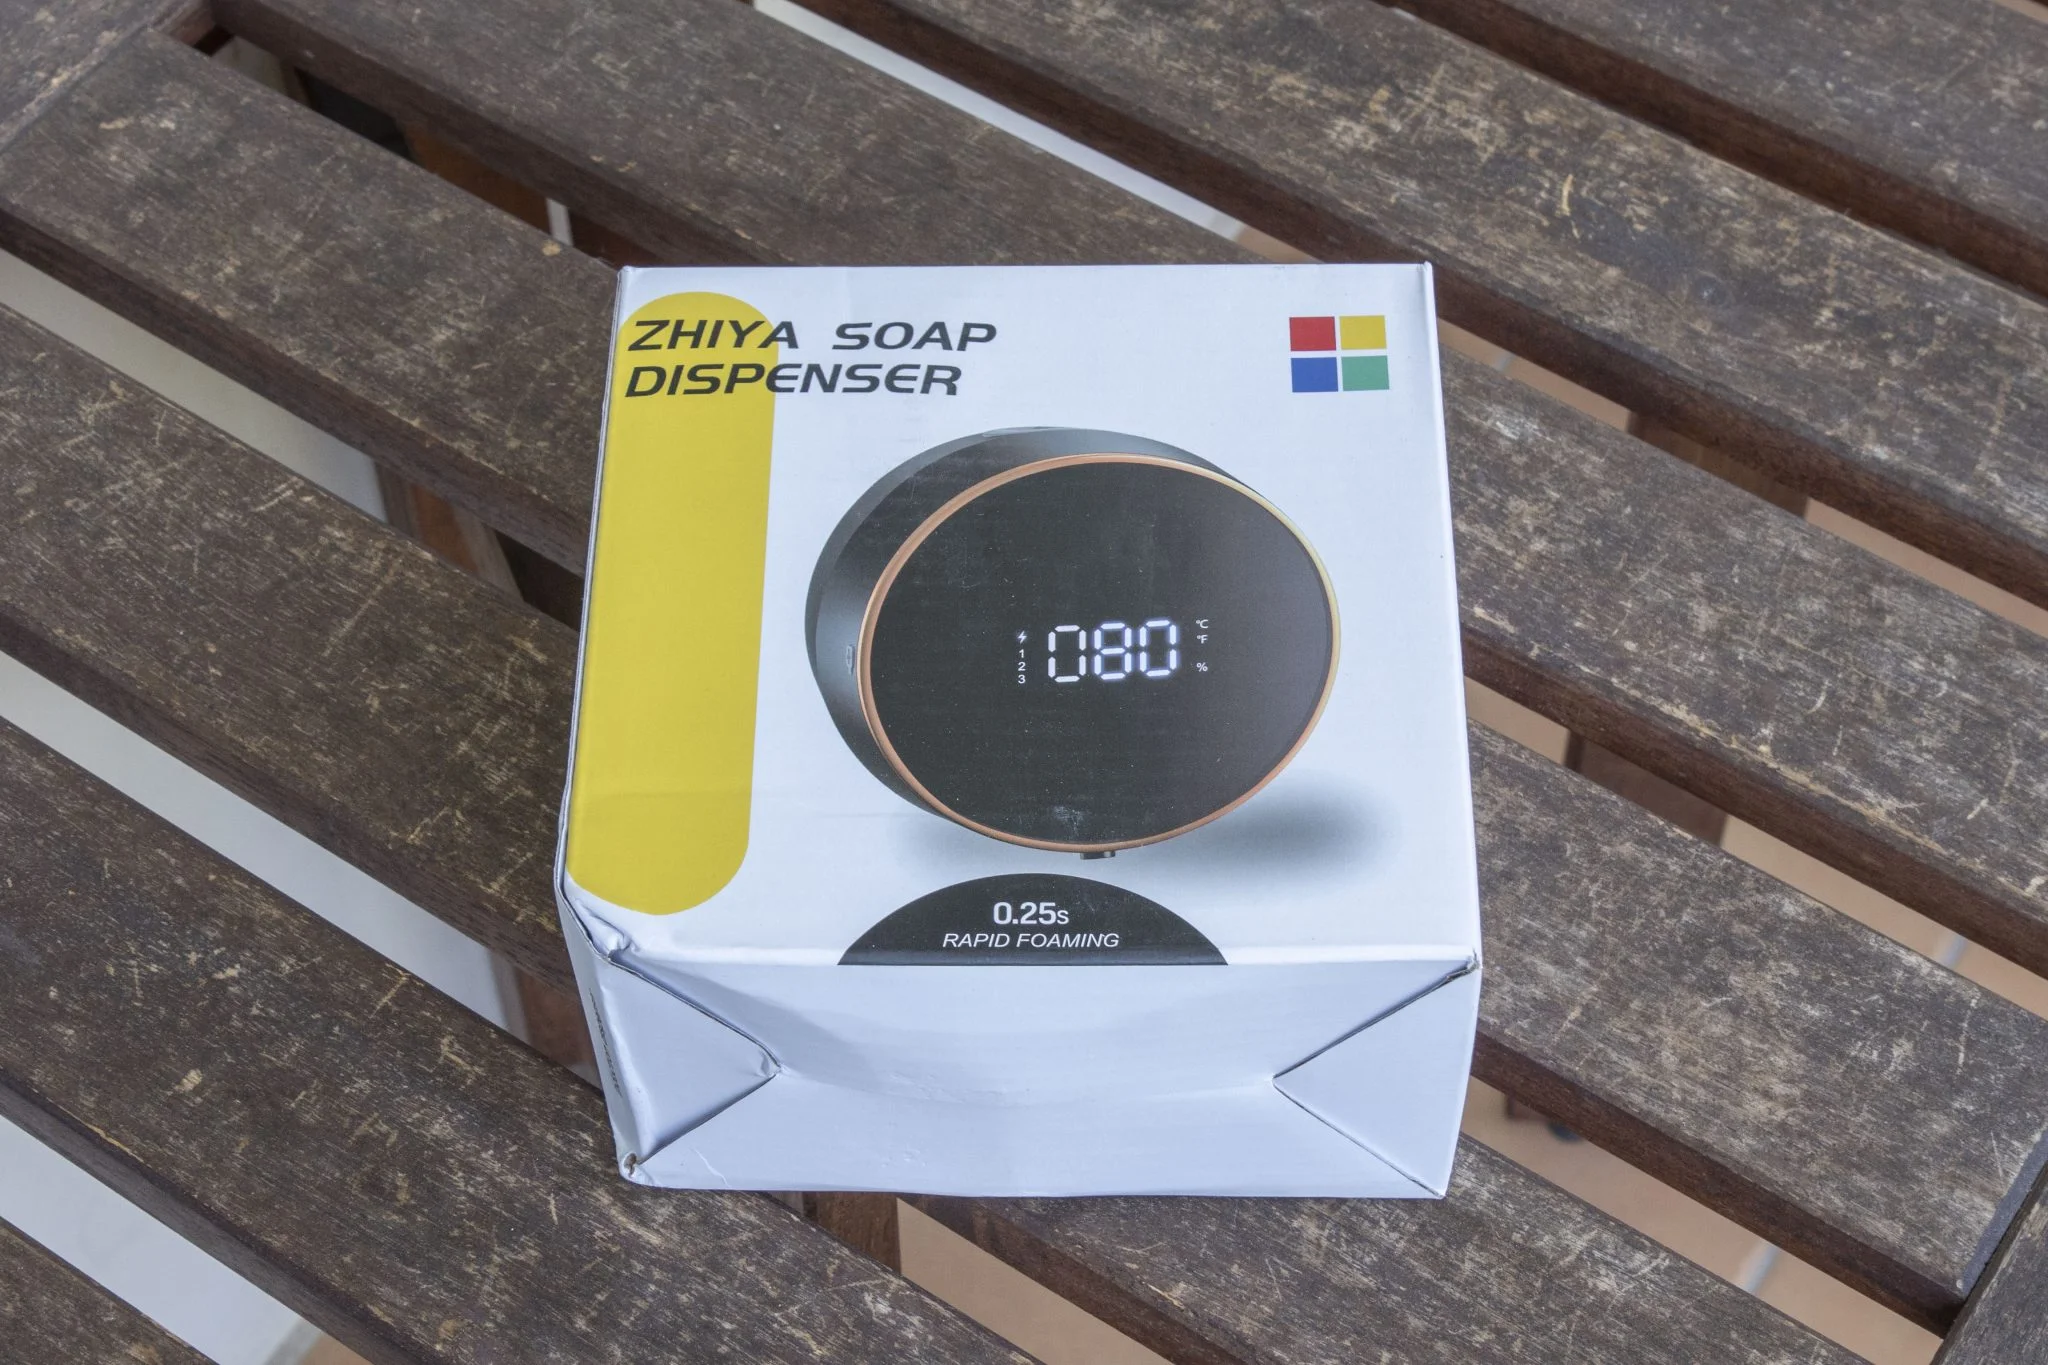 ZHIYA SOAP
DISPENSER
080
°C
°F
%
1
2
3
0.25s
RAPID FOAMING